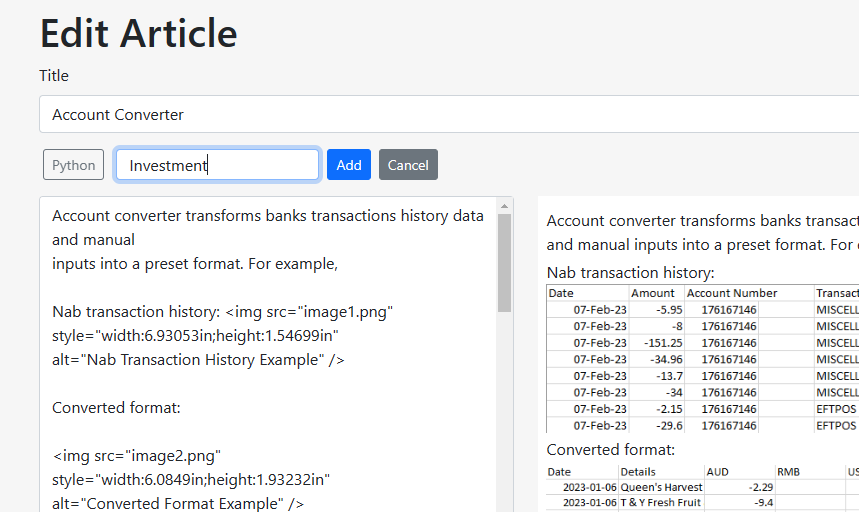 Edit Article
Title
Account Converter
Python
Investment
Add
Cancel
Account converter transforms banks transactions history data
and manual
inputs into a preset format. For example,
Nab transaction history: <img src="image1.png"
style="width:6.93053in;height:1.54699in"
alt="Nab Transaction History Example" />
Converted format:
<img src="image2.png"
style="width:6.0849in;height:1.93232in"
alt="Converted Format Example" />
Account converter transforms banks transact
and manual inputs into a preset format. For
Nab transaction history:
Date Amount Account Number Transact
07-Feb-23 -5.95 176167146 MISCELL
07-Feb-23 -8 176167146 MISCELL
07-Feb-23 -151.25 176167146 MISCELL
07-Feb-23 -34.96 176167146 MISCELL
07-Feb-23 -13.7 176167146 MISCELL
07-Feb-23 -34 176167146 MISCELL
07-Feb-23 -2.15 176167146 EFTPOS
07-Feb-23 -29.6 176167146 EFTPOS
Converted format:
Date Details AUD RMB US
2023-01-06 Queen's Harvest -2.29
2023-01-06 T & Y Fresh Fruit -9.4